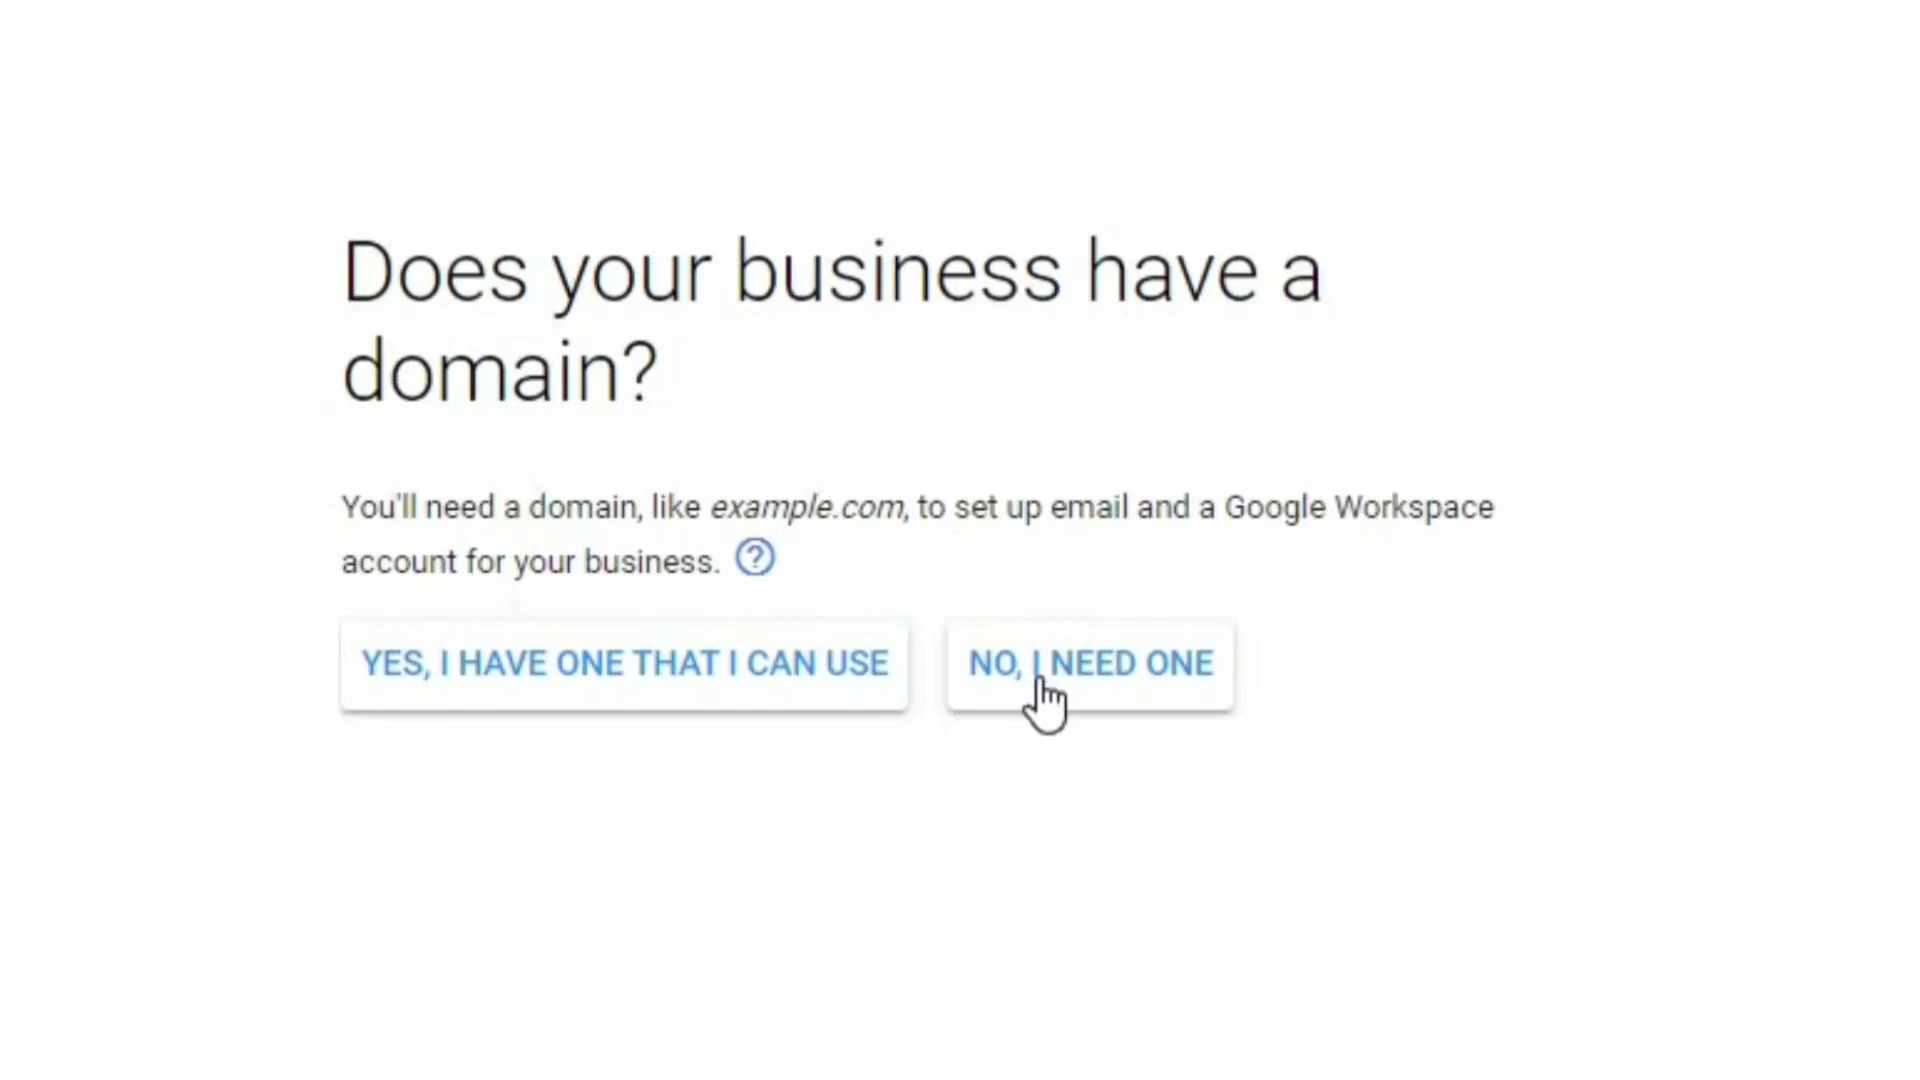 Does your business have a
domain?
You'll need a domain, like example.com, to set up email and a Google Workspace
account for your business. ?
YES, I HAVE ONE THAT I CAN USE
NO, I NEED ONE